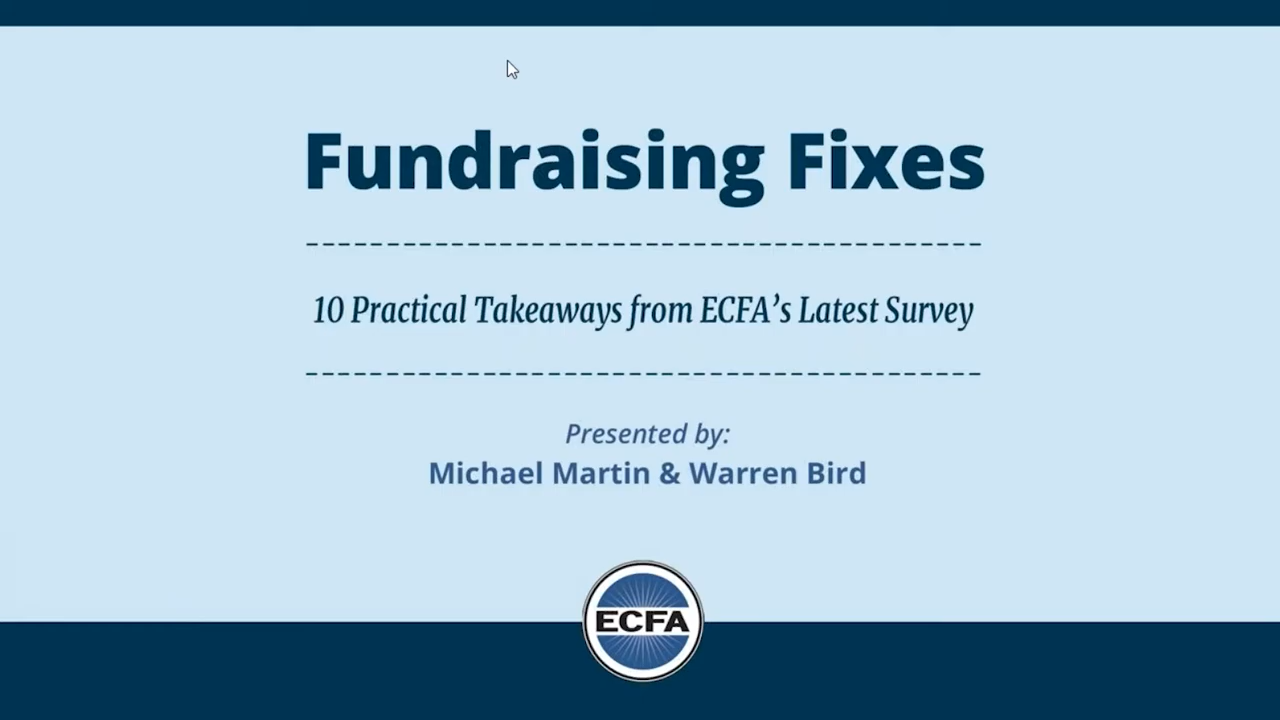 Fundraising Fixes
10 Practical Takeaways from ECFA’s Latest Survey
Presented by:
Michael Martin & Warren Bird
ECFA